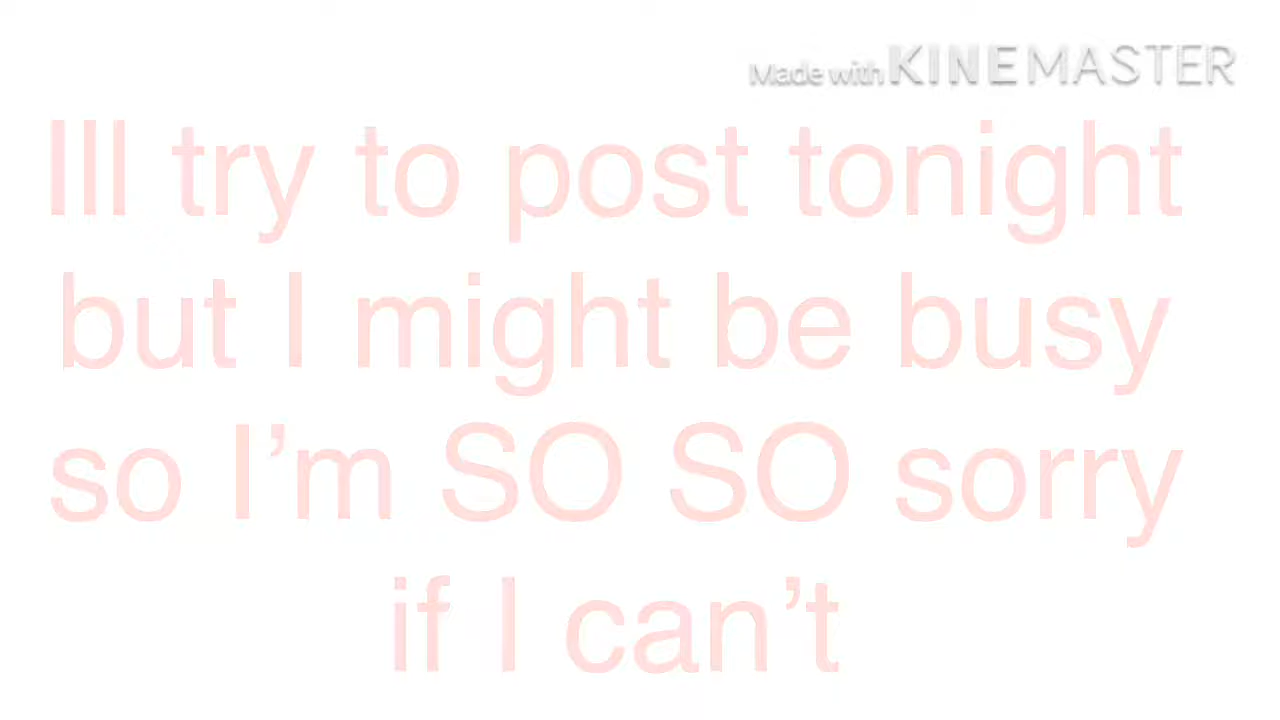 Made with KINEMASTER
Ill try to post tonight
but I might be busy
so I’m SO SO sorry
if I can’t